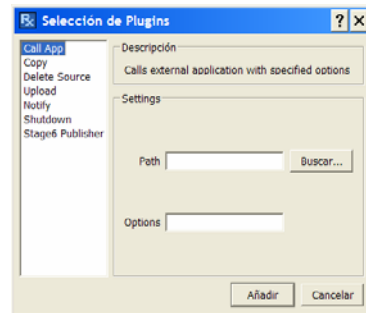 Rx Selección de Plugins
Call App
Copy
Delete Source
Upload
Notify
Shutdown
Stage6 Publisher
Descripción
Calls external application with specified options
Settings
Path
Buscar...
Options
Añadir
Cancelar